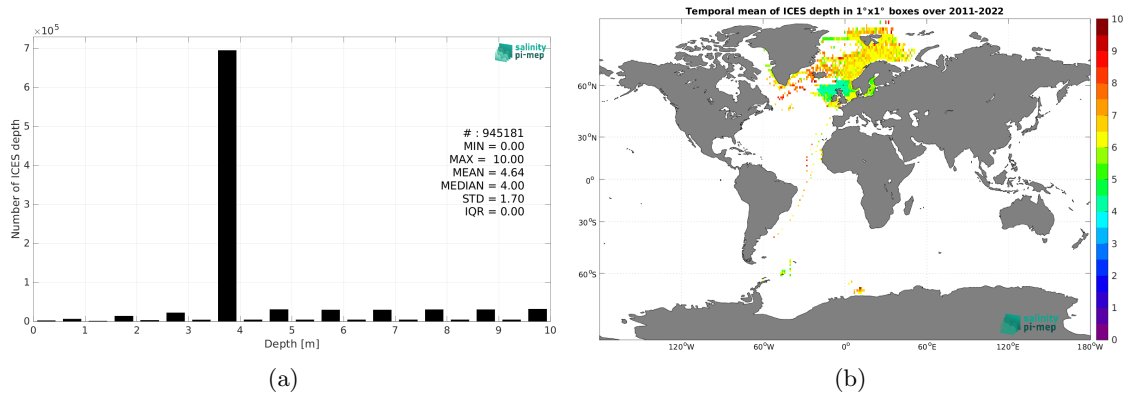 ×10⁵
7
6
5
4
3
2
1
0
Number of ICES depth
salinity
pi-mep
# : 945181
MIN = 0.00
MAX = 10.00
MEAN = 4.64
MEDIAN = 4.00
STD = 1.70
IQR = 0.00
0 1 2 3 4 5 6 7 8 9 10
Depth [m]
(a)
Temporal mean of ICES depth in 1°x1° boxes over 2011-2022
60°N
30°N
0°
30°S
60°S
120°W 60°W 0° 60°E 120°E 180°W
salinity
pi-mep
10
9
8
7
6
5
4
3
2
1
0
(b)